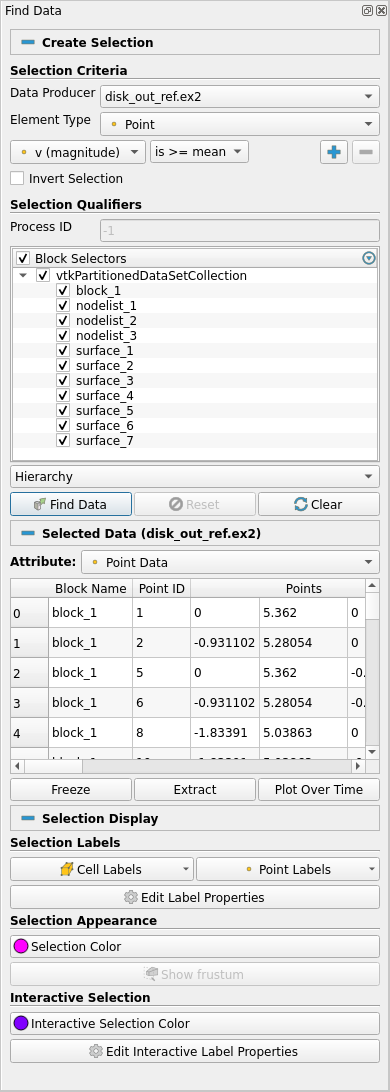 Find Data
Create Selection
Selection Criteria
Data Producer disk_out_ref.ex2
Element Type Point
v (magnitude) is >= mean
Invert Selection
Selection Qualifiers
Process ID -1
Block Selectors
vtkPartitionedDataSetCollection
block_1
nodelist_1
nodelist_2
nodelist_3
surface_1
surface_2
surface_3
surface_4
surface_5
surface_6
surface_7
Hierarchy
Find Data Reset Clear
Selected Data (disk_out_ref.ex2)
Attribute: Point Data
Block Name Point ID Points
0 block_1 1 0 5.362 0
1 block_1 2 -0.931102 5.28054 0
2 block_1 5 0 5.362 -0.
3 block_1 6 -0.931102 5.28054 -0.
4 block_1 8 -1.83391 5.03863 0
Freeze Extract Plot Over Time
Selection Display
Selection Labels
Cell Labels Point Labels
Edit Label Properties
Selection Appearance
Selection Color
Show frustum
Interactive Selection
Interactive Selection Color
Edit Interactive Label Properties